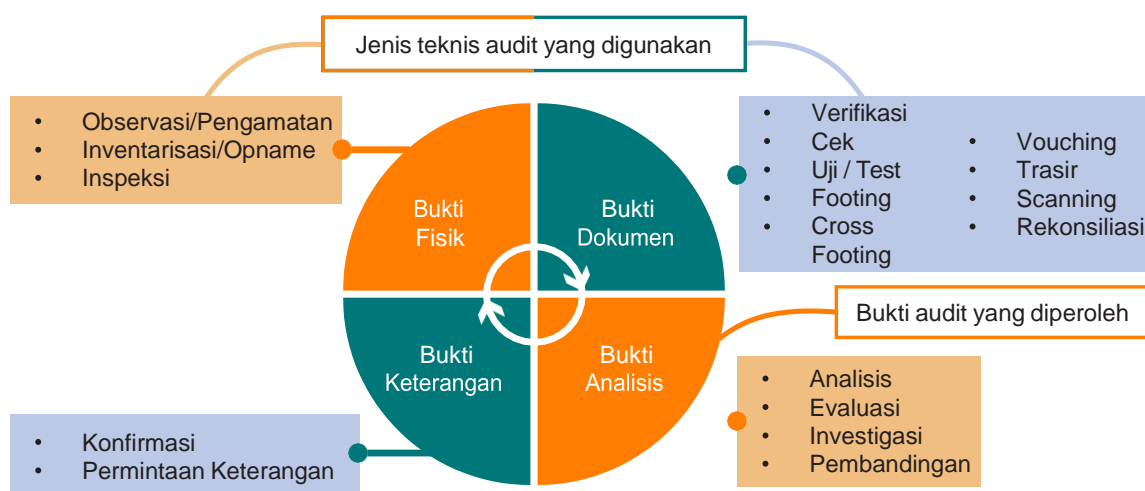 Jenis teknis audit yang digunakan
• Observasi/Pengamatan
• Inventarisasi/Opname
• Inspeksi
Bukti
Fisik
Bukti
Dokumen
• Verifikasi
• Cek
• Uji / Test
• Footing
• Cross
Footing
• Vouching
• Trasir
• Scanning
• Rekonsiliasi
Bukti audit yang diperoleh
Bukti
Keterangan
Bukti
Analisis
• Konfirmasi
• Permintaan Keterangan
• Analisis
• Evaluasi
• Investigasi
• Pembandingan